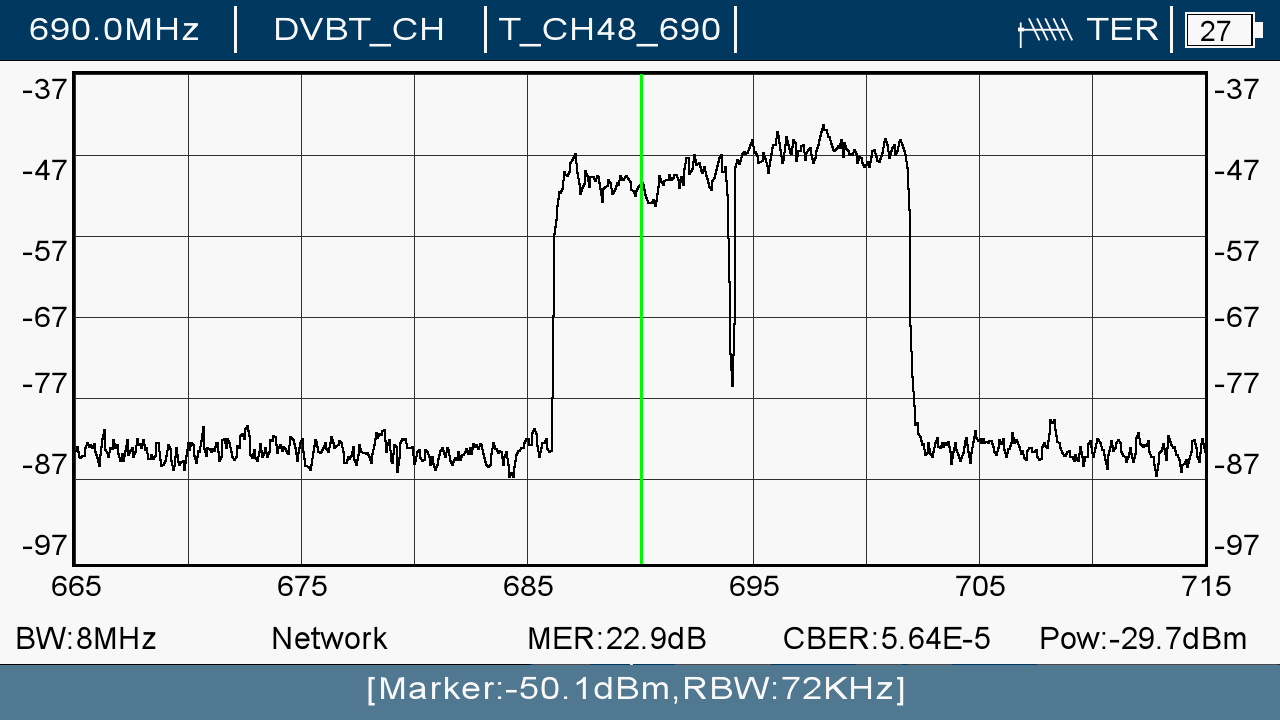 690.0MHz DVBT_CH T_CH48_690 TER 27
-37 -37
-47 -47
-57 -57
-67 -67
-77 -77
-87 -87
-97 -97
665 675 685 695 705 715
BW:8MHz Network MER:22.9dB CBER:5.64E-5 Pow:-29.7dBm
[Marker:-50.1dBm,RBW:72KHz]